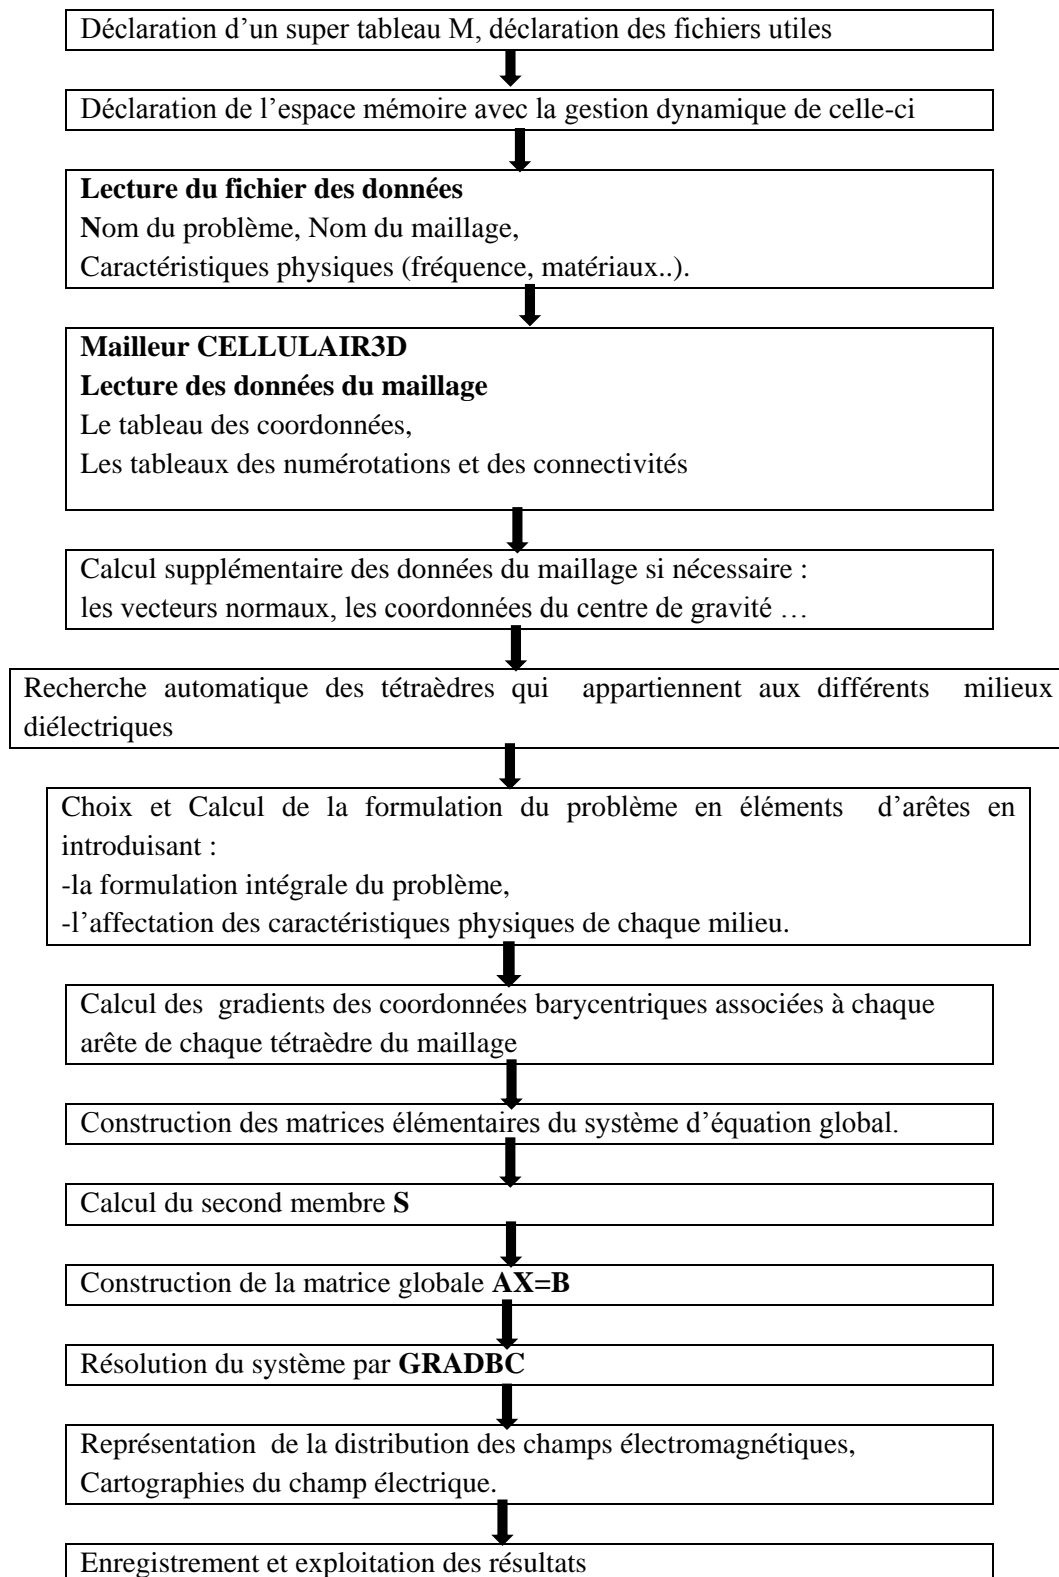 Déclaration d’un super tableau M, déclaration des fichiers utiles
Déclaration de l’espace mémoire avec la gestion dynamique de celle-ci
Lecture du fichier des données
Nom du problème, Nom du maillage,
Caractéristiques physiques (fréquence, matériaux..).
Mailleur CELLULAIR3D
Lecture des données du maillage
Le tableau des coordonnées,
Les tableaux des numérotations et des connectivités
Calcul supplémentaire des données du maillage si nécessaire :
les vecteurs normaux, les coordonnées du centre de gravité …
Recherche automatique des tétraèdres qui appartiennent aux différents milieux
diélectriques
Choix et Calcul de la formulation du problème en éléments d’arêtes en
introduisant :
-la formulation intégrale du problème,
-l’affectation des caractéristiques physiques de chaque milieu.
Calcul des gradients des coordonnées barycentriques associées à chaque
arête de chaque tétraèdre du maillage
Construction des matrices élémentaires du système d’équation global.
Calcul du second membre S
Construction de la matrice globale AX=B
Résolution du système par GRADBC
Représentation de la distribution des champs électromagnétiques,
Cartographies du champ électrique.
Enregistrement et exploitation des résultats